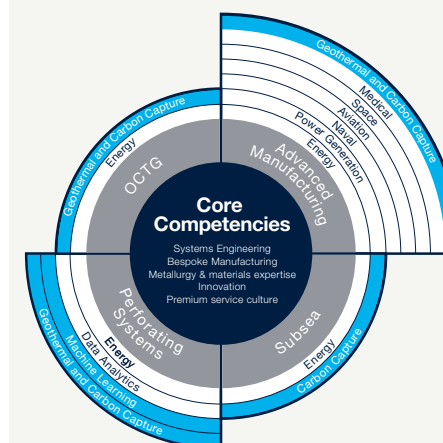 Geothermal and Carbon Capture
Medical
Space
Aviation
Naval
Power Generation
Energy
Advanced
Manufacturing
Geothermal and Carbon Capture
Energy
OCTG
Core
Competencies
Systems Engineering
Bespoke Manufacturing
Metallurgy & materials expertise
Innovation
Premium service culture
Perforating
Systems
Energy
Data Analytics
Machine Learning
Geothermal and Carbon Capture
Subsea
Energy
Carbon Capture